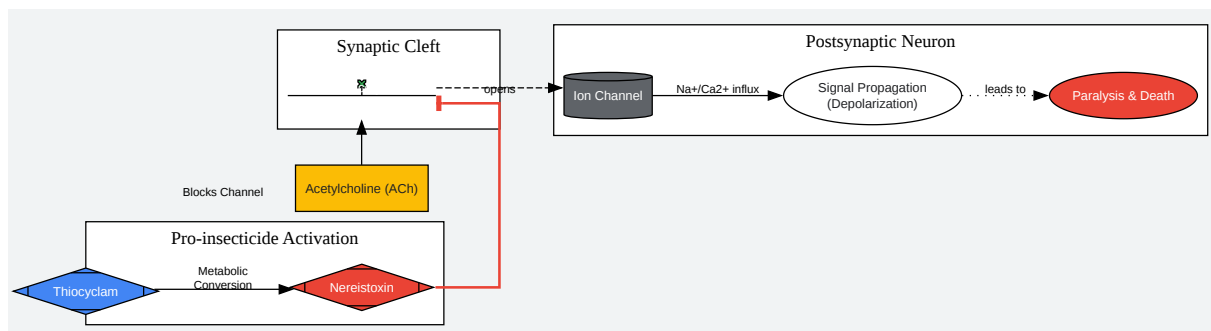 Synaptic Cleft
Postsynaptic Neuron
opens
Ion Channel
Na+/Ca2+ influx
Signal Propagation
(Depolarization)
leads to
Paralysis & Death
Blocks Channel
Acetylcholine (ACh)
Pro-insecticide Activation
Thiocyclam
Metabolic
Conversion
Nereistoxin